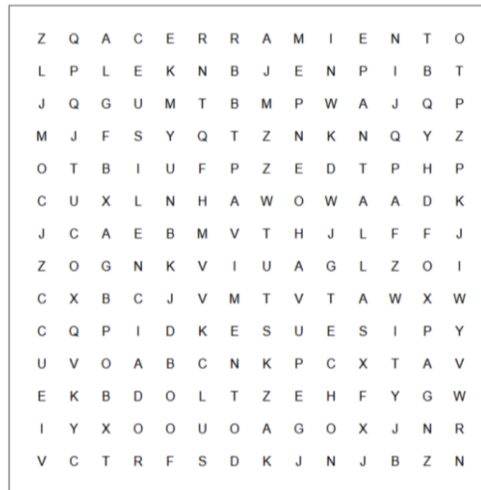 Z Q A C E R R A M I E N T O
L P L E K N B J E N P I B T
J Q G U M T B M P W A J Q P
M J F S Y Q T Z N K N Q Y Z
O T B I U F P Z E D T P H P
C U X L N H A W O W A A D K
J C A E B M V T H J L F F J
Z O G N K V I U A G L Z O I
C X B C J V M T V T A W X W
C Q P I D K E S U E S I P Y
U V O A B C N K P C X T A V
E K B D O L T Z E H F Y G W
I Y X O O U O A G O X J N R
V C T R F S D K J N J B Z N